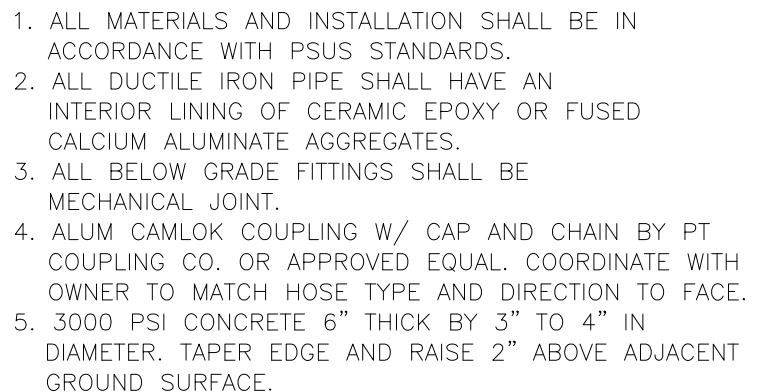 1. ALL MATERIALS AND INSTALLATION SHALL BE IN
ACCORDANCE WITH PSUS STANDARDS.
2. ALL DUCTILE IRON PIPE SHALL HAVE AN
INTERIOR LINING OF CERAMIC EPOXY OR FUSED
CALCIUM ALUMINATE AGGREGATES.
3. ALL BELOW GRADE FITTINGS SHALL BE
MECHANICAL JOINT.
4. ALUM CAMLOK COUPLING W/ CAP AND CHAIN BY PT
COUPLING CO. OR APPROVED EQUAL. COORDINATE WITH
OWNER TO MATCH HOSE TYPE AND DIRECTION TO FACE.
5. 3000 PSI CONCRETE 6” THICK BY 3” TO 4” IN
DIAMETER. TAPER EDGE AND RAISE 2” ABOVE ADJACENT
GROUND SURFACE.